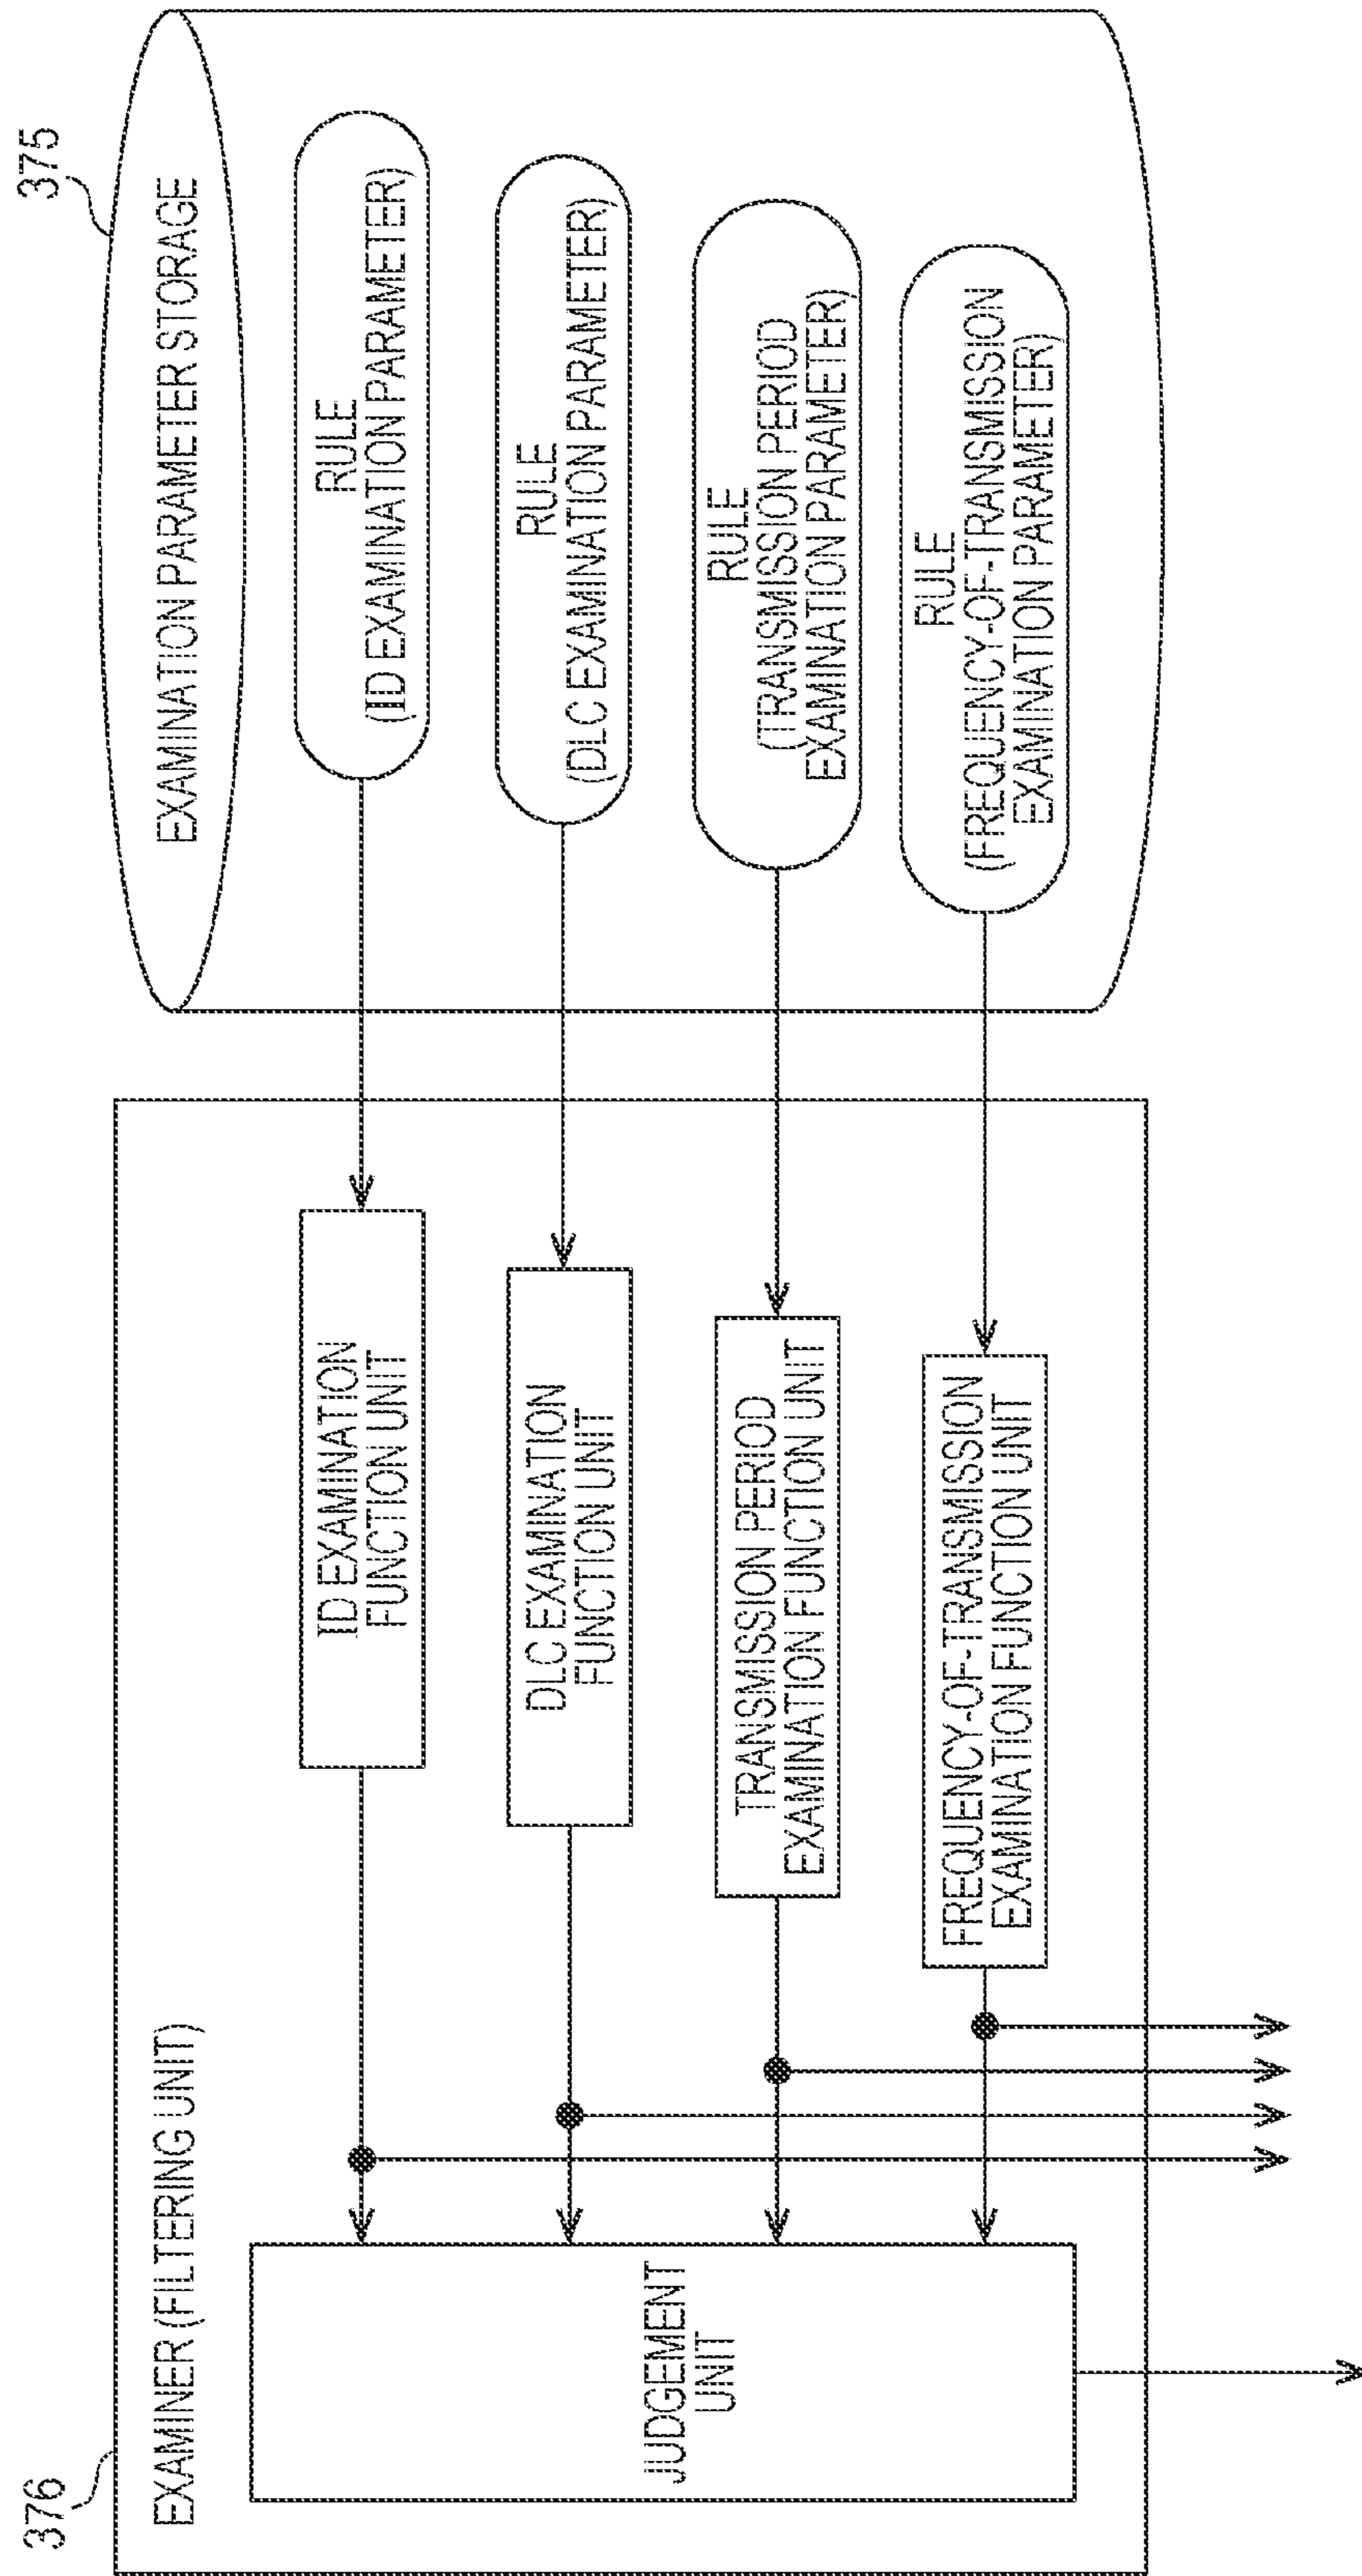 376
EXAMINER (FILTERING UNIT)
JUDGEMENT
UNIT
ID EXAMINATION
FUNCTION UNIT
DLC EXAMINATION
FUNCTION UNIT
TRANSMISSION PERIOD
EXAMINATION FUNCTION UNIT
FREQUENCY-OF-TRANSMISSION
EXAMINATION FUNCTION UNIT
375
EXAMINATION PARAMETER STORAGE
RULE
(ID EXAMINATION PARAMETER)
RULE
(DLC EXAMINATION PARAMETER)
RULE
(TRANSMISSION PERIOD
EXAMINATION PARAMETER)
RULE
(FREQUENCY-OF-TRANSMISSION
EXAMINATION PARAMETER)